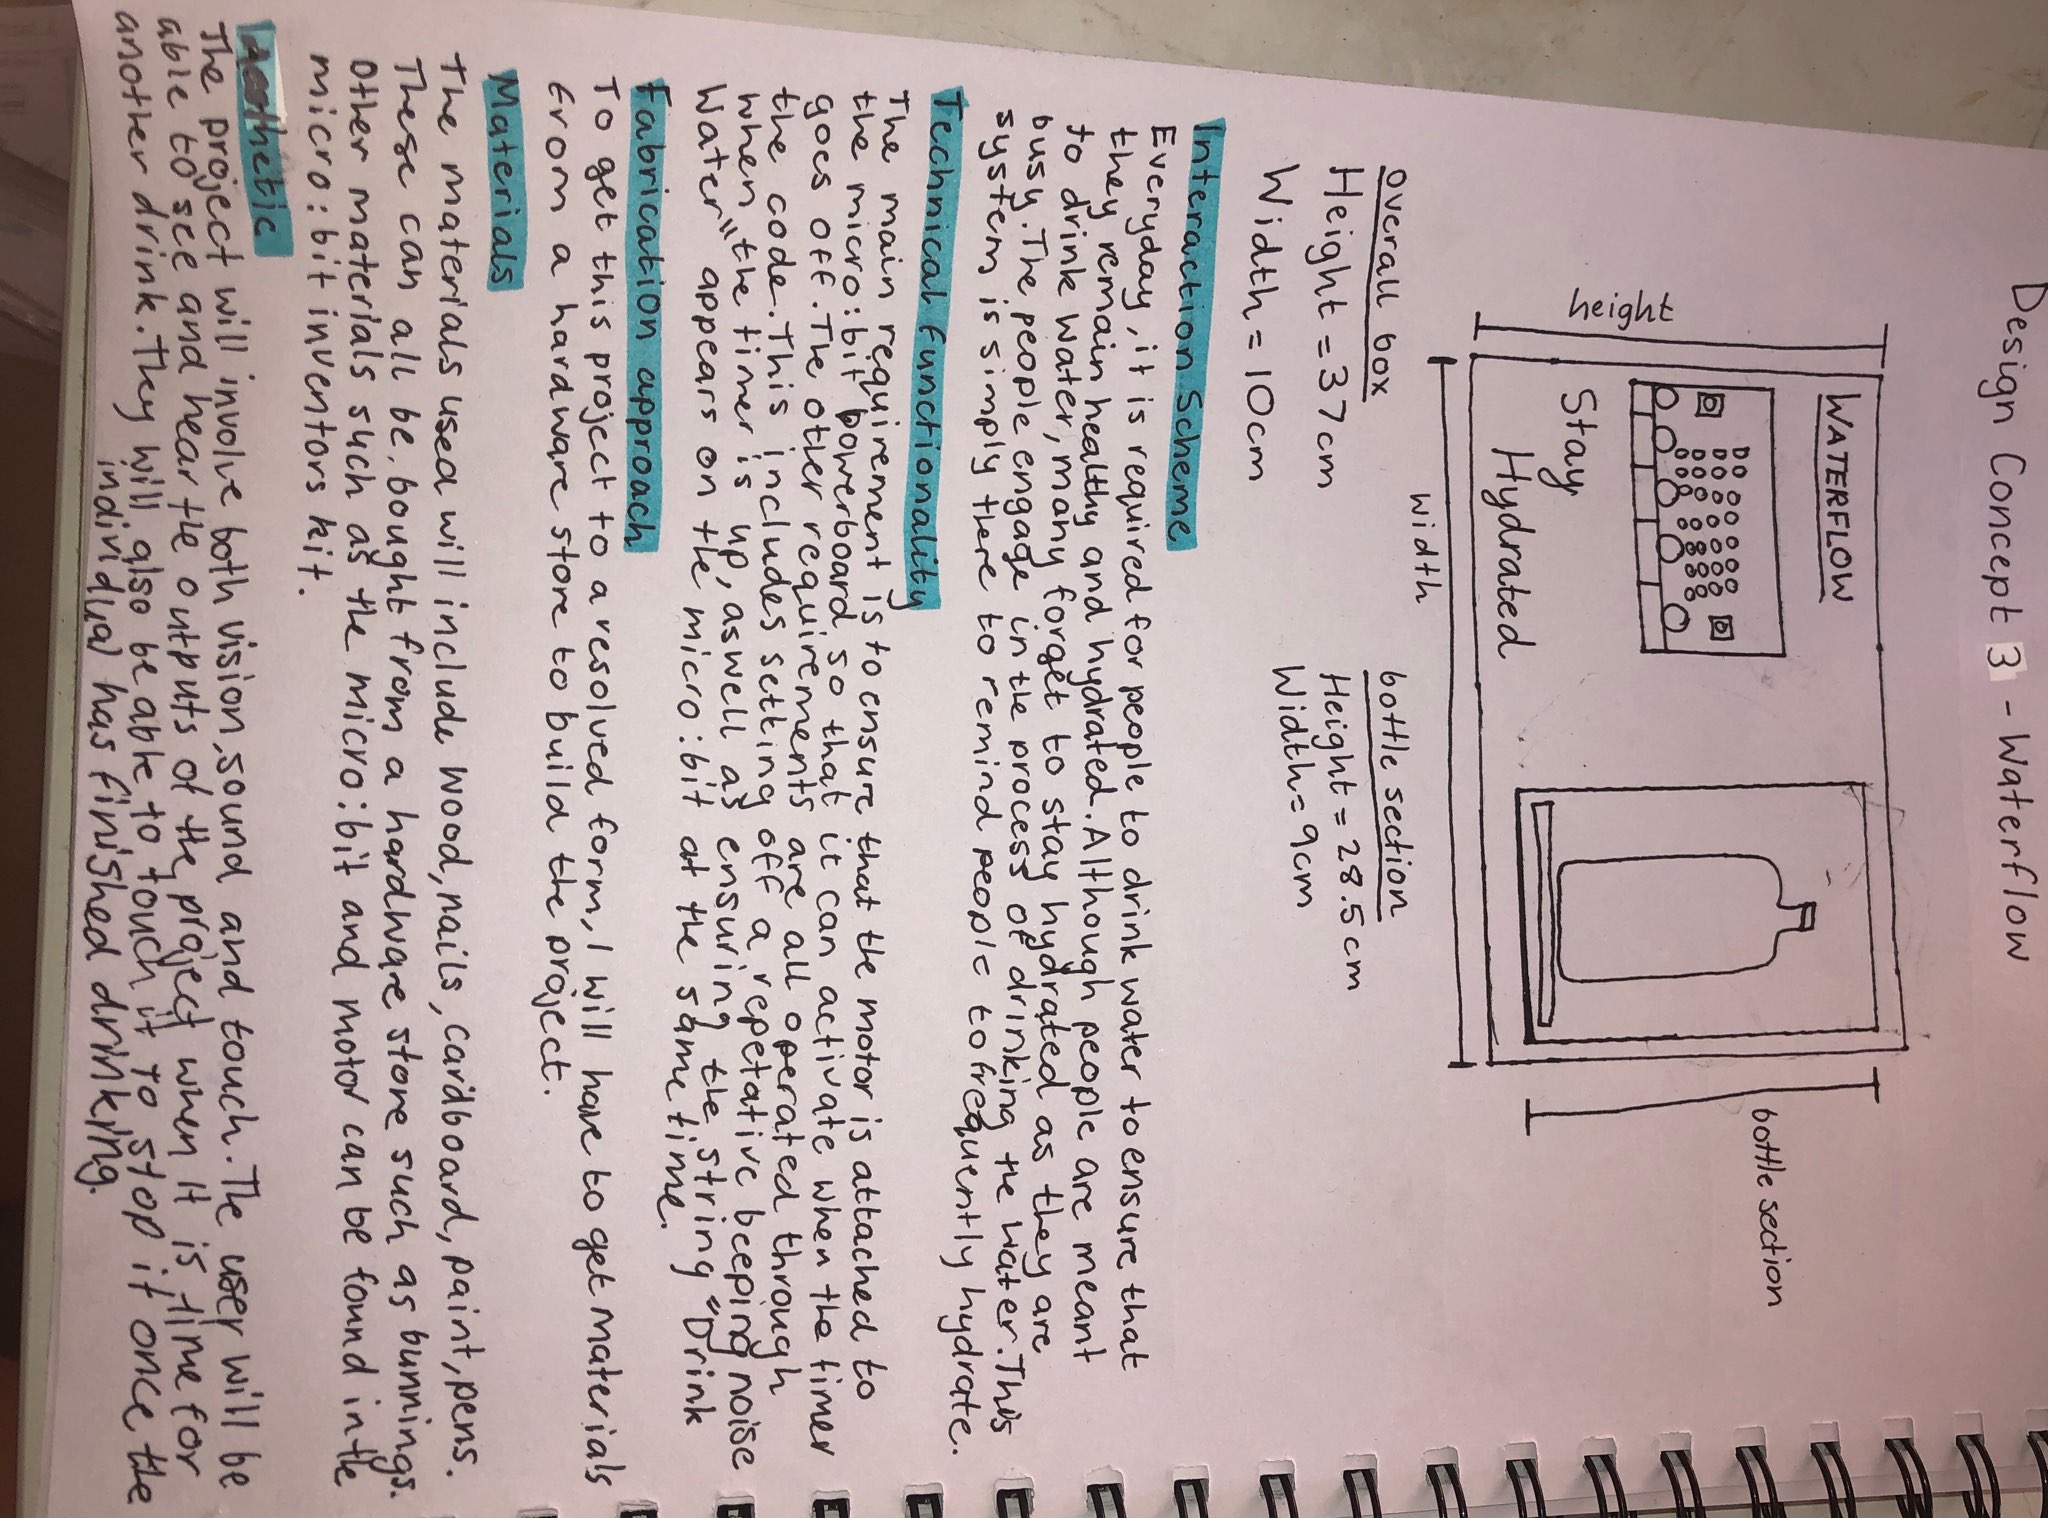 Design Concept 3 - Waterflow
WATERFLOW
Stay
Hydrated
height
width
bottle section
overall box
Height = 37cm
Width = 10cm
bottle section
Height = 28.5cm
Width = 9cm
Interaction Scheme
Everyday, it is required for people to drink water to ensure that
they remain healthy and hydrated. Although people are meant
to drink water, many forget to stay hydrated as they are
busy. The people engage in the process of drinking the water. This
system is simply there to remind people to frequently hydrate.
Technical functionality
The main requirement is to ensure that the motor is attached to
the micro:bit powerboard so that it can activate when the timer
goes off. The other requirements are all operated through
the code. This includes setting off a repetative beeping noise
when the timer is up, aswell as ensuring the string "Drink
Water" appears on the micro:bit at the same time.
Fabrication approach
To get this project to a resolved form, I will have to get materials
from a hardware store to build the project.
Materials
The materials used will include wood, nails, cardboard, paint, pens.
These can all be bought from a hardware store such as bunnings.
Other materials such as the micro:bit and motor can be found in the
micro:bit inventors kit.
Aesthetic
The project will involve both vision, sound and touch. The user will be
able to see and hear the outputs of the project when it is time for
another drink. They will also be able to touch it to stop it once the
individual has finished drinking.